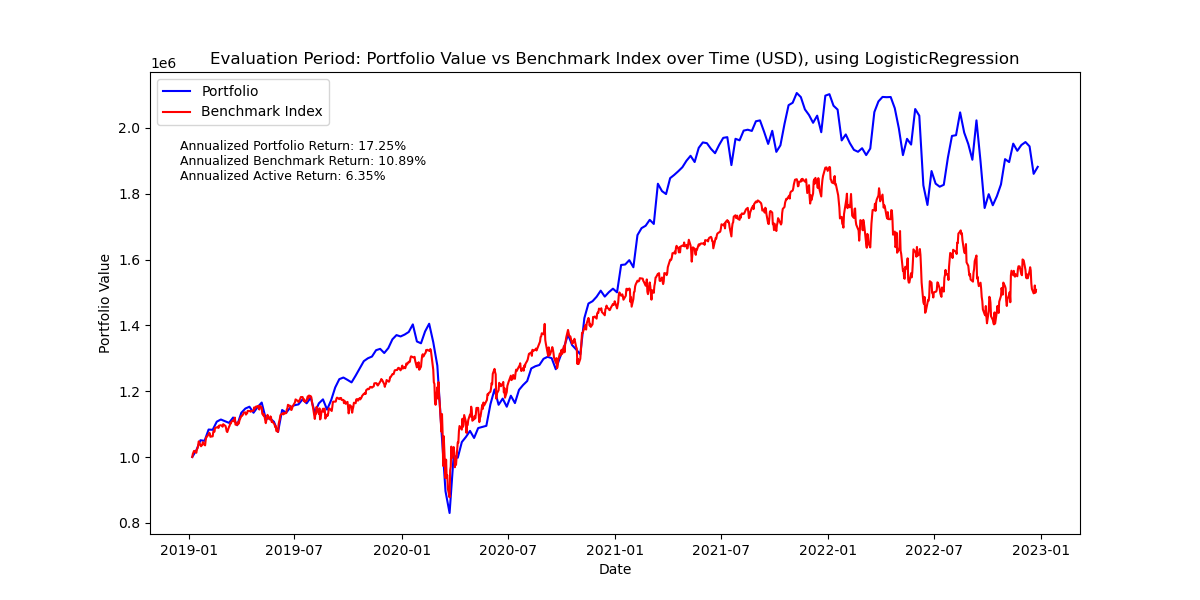 Evaluation Period: Portfolio Value vs Benchmark Index over Time (USD), using LogisticRegression
1e6
Portfolio
Benchmark Index
Annualized Portfolio Return: 17.25%
Annualized Benchmark Return: 10.89%
Annualized Active Return: 6.35%
Portfolio Value
2.0
1.8
1.6
1.4
1.2
1.0
0.8
2019-01 2019-07 2020-01 2020-07 2021-01 2021-07 2022-01 2022-07 2023-01
Date